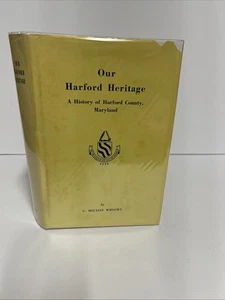 Our
Harford Heritage
A History of Harford County,
Maryland
by
C. MILTON WRIGHT
OUR
HARFORD
HERITAGE